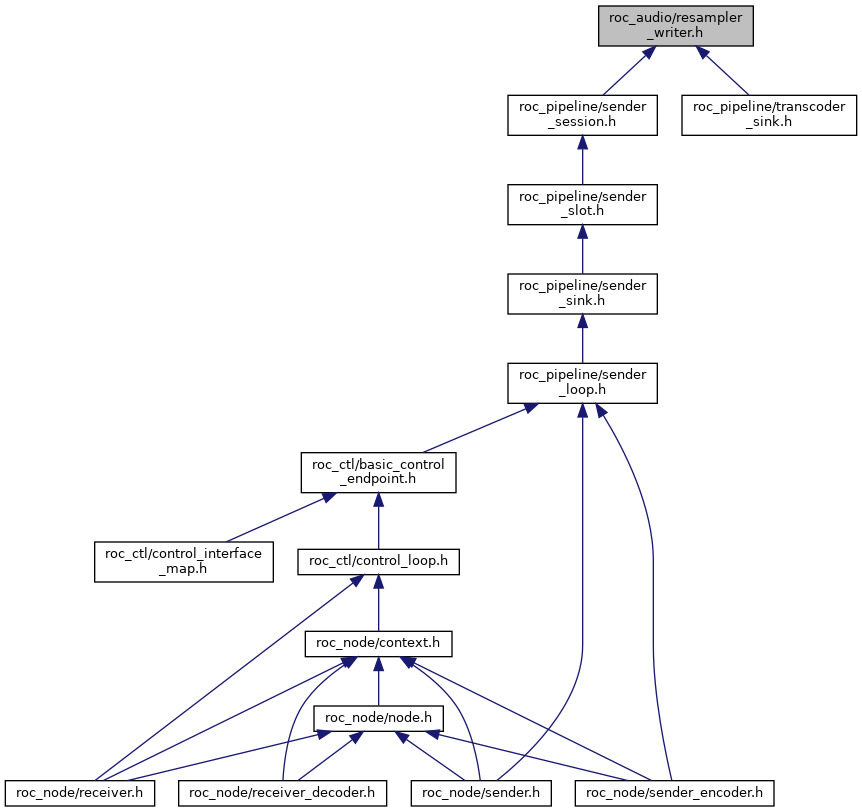 roc_audio/resampler
_writer.h
roc_pipeline/sender
_session.h
roc_pipeline/transcoder
_sink.h
roc_pipeline/sender
_slot.h
roc_pipeline/sender
_sink.h
roc_pipeline/sender
_loop.h
roc_ctl/basic_control
_endpoint.h
roc_ctl/control_interface
_map.h
roc_ctl/control_loop.h
roc_node/context.h
roc_node/node.h
roc_node/receiver.h
roc_node/receiver_decoder.h
roc_node/sender.h
roc_node/sender_encoder.h